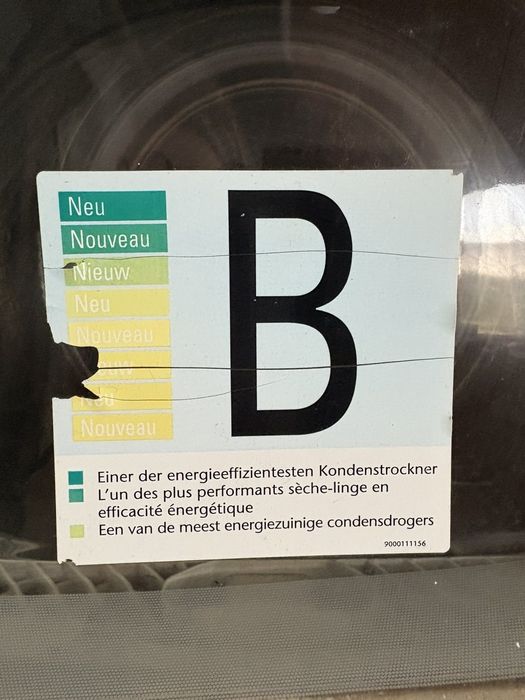 Neu
Nouveau
Nieuw
Neu
Nouveau
Neu
Nouveau
B
Einer der energieeffizientesten Kondenstrockner
L'un des plus performants sèche-linge en
efficacité énergétique
Een van de meest energiezuinige condensdrogers
9000111156